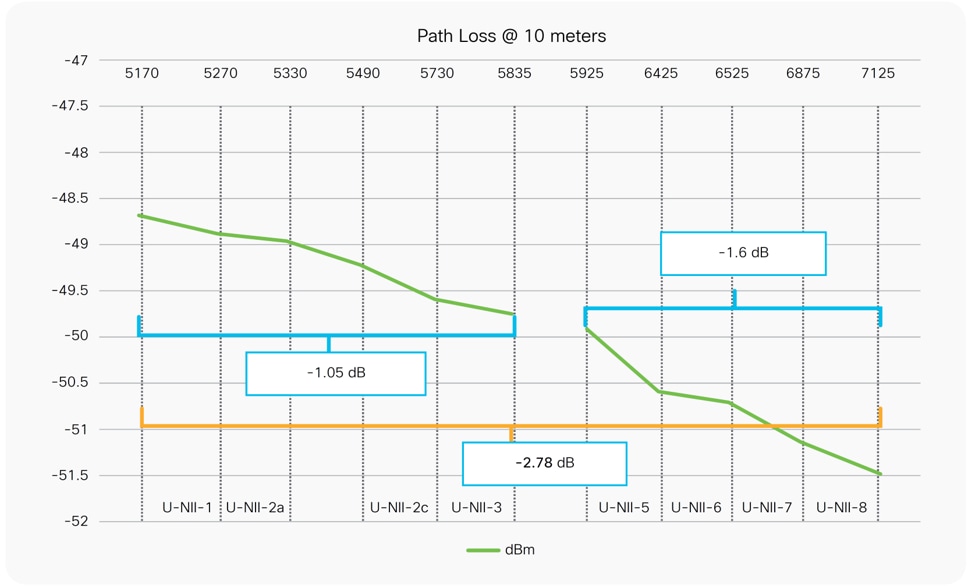 Path Loss @ 10 meters
-47
5170 5270 5330 5490 5730 5835 5925 6425 6525 6875 7125
-47.5
-48
-48.5
-49
-1.6 dB
-49.5
-50
-1.05 dB
-50.5
-51
-2.78 dB
-51.5
U-NII-1 U-NII-2a U-NII-2c U-NII-3 U-NII-5 U-NII-6 U-NII-7 U-NII-8
-52
dBm